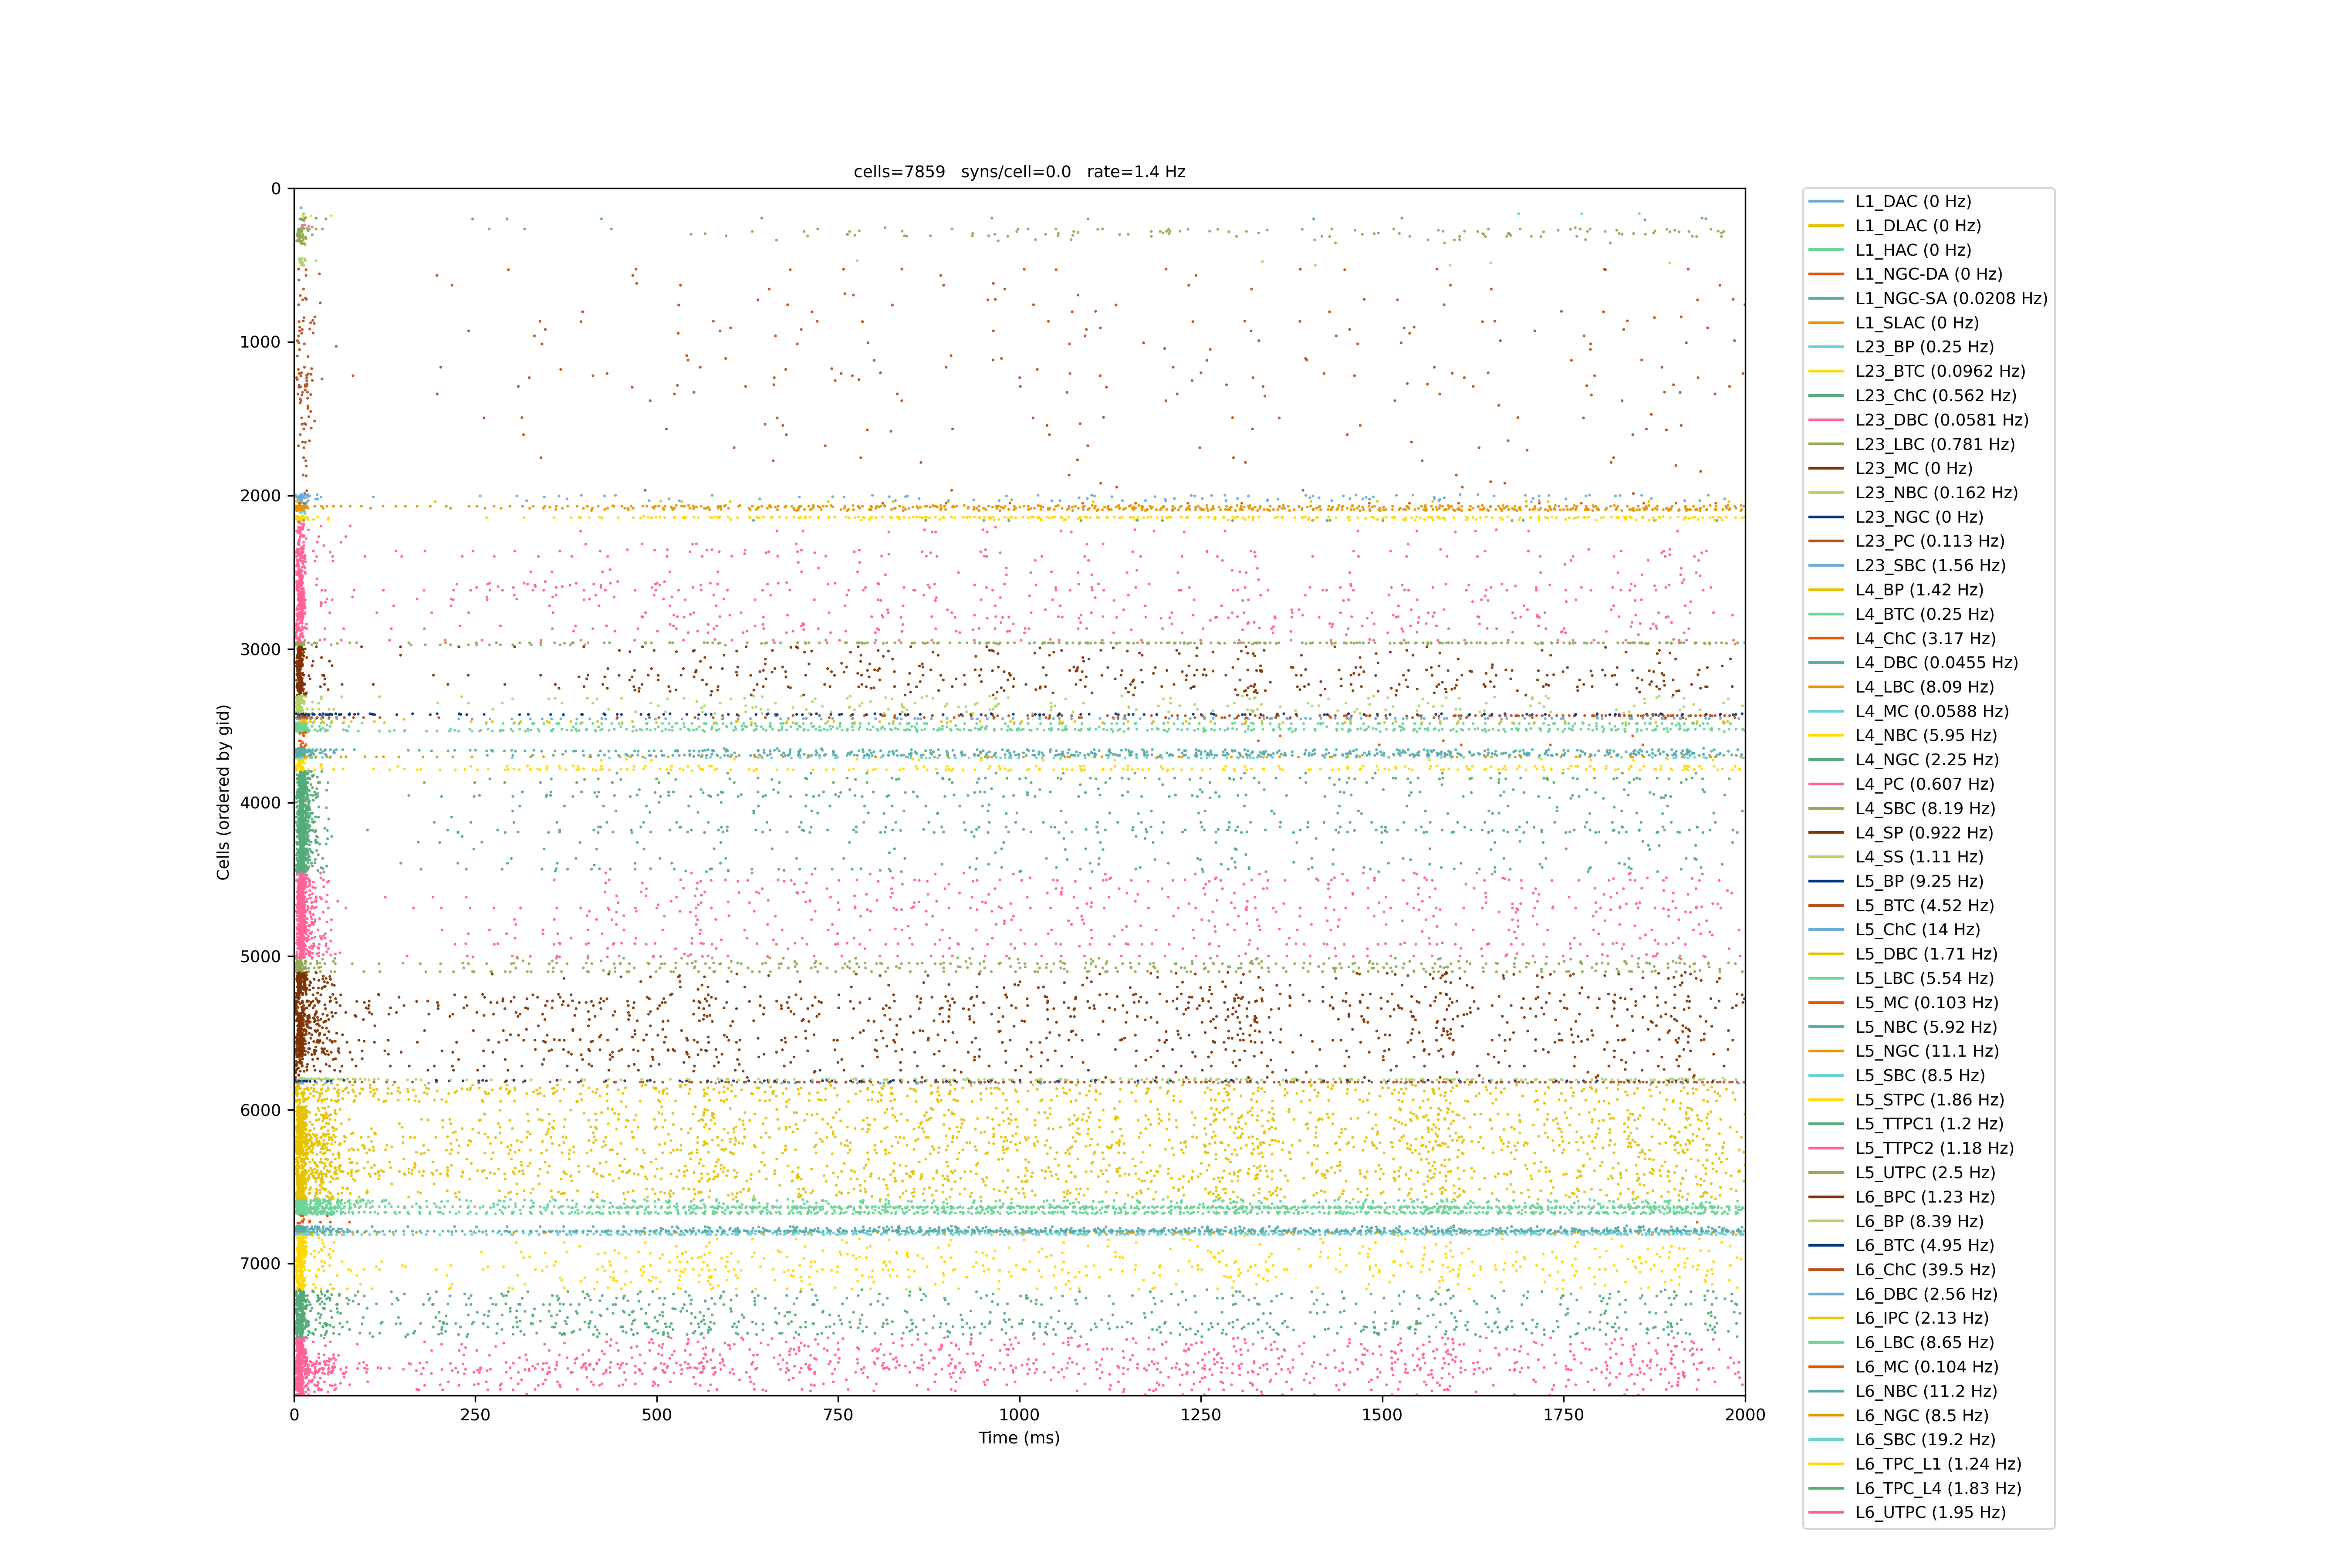 cells=7859   syns/cell=0.0   rate=1.4 Hz
0
1000
2000
3000
4000
5000
6000
7000
Cells (ordered by gid)
0 250 500 750 1000 1250 1500 1750 2000
Time (ms)
L1_DAC (0 Hz)
L1_DLAC (0 Hz)
L1_HAC (0 Hz)
L1_NGC-DA (0 Hz)
L1_NGC-SA (0.0208 Hz)
L1_SLAC (0 Hz)
L23_BP (0.25 Hz)
L23_BTC (0.0962 Hz)
L23_ChC (0.562 Hz)
L23_DBC (0.0581 Hz)
L23_LBC (0.781 Hz)
L23_MC (0 Hz)
L23_NBC (0.162 Hz)
L23_NGC (0 Hz)
L23_PC (0.113 Hz)
L23_SBC (1.56 Hz)
L4_BP (1.42 Hz)
L4_BTC (0.25 Hz)
L4_ChC (3.17 Hz)
L4_DBC (0.0455 Hz)
L4_LBC (8.09 Hz)
L4_MC (0.0588 Hz)
L4_NBC (5.95 Hz)
L4_NGC (2.25 Hz)
L4_PC (0.607 Hz)
L4_SBC (8.19 Hz)
L4_SP (0.922 Hz)
L4_SS (1.11 Hz)
L5_BP (9.25 Hz)
L5_BTC (4.52 Hz)
L5_ChC (14 Hz)
L5_DBC (1.71 Hz)
L5_LBC (5.54 Hz)
L5_MC (0.103 Hz)
L5_NBC (5.92 Hz)
L5_NGC (11.1 Hz)
L5_SBC (8.5 Hz)
L5_STPC (1.86 Hz)
L5_TTPC1 (1.2 Hz)
L5_TTPC2 (1.18 Hz)
L5_UTPC (2.5 Hz)
L6_BPC (1.23 Hz)
L6_BP (8.39 Hz)
L6_BTC (4.95 Hz)
L6_ChC (39.5 Hz)
L6_DBC (2.56 Hz)
L6_IPC (2.13 Hz)
L6_LBC (8.65 Hz)
L6_MC (0.104 Hz)
L6_NBC (11.2 Hz)
L6_NGC (8.5 Hz)
L6_SBC (19.2 Hz)
L6_TPC_L1 (1.24 Hz)
L6_TPC_L4 (1.83 Hz)
L6_UTPC (1.95 Hz)